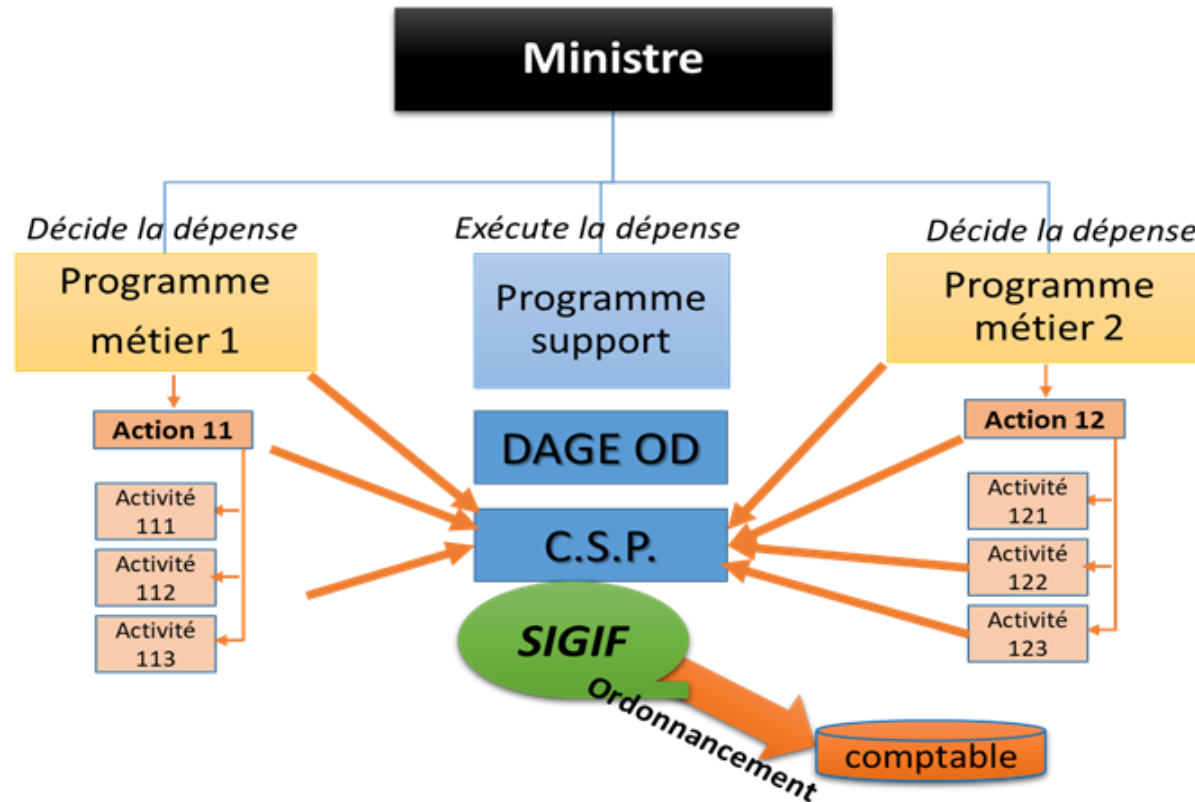 Ministre
Décide la dépense
Exécute la dépense
Décide la dépense
Programme
métier 1
Programme
support
Programme
métier 2
Action 11
DAGE OD
Action 12
Activité
111
Activité
112
Activité
113
C.S.P.
Activité
121
Activité
122
Activité
123
SIGIF
Ordonnancement
comptable